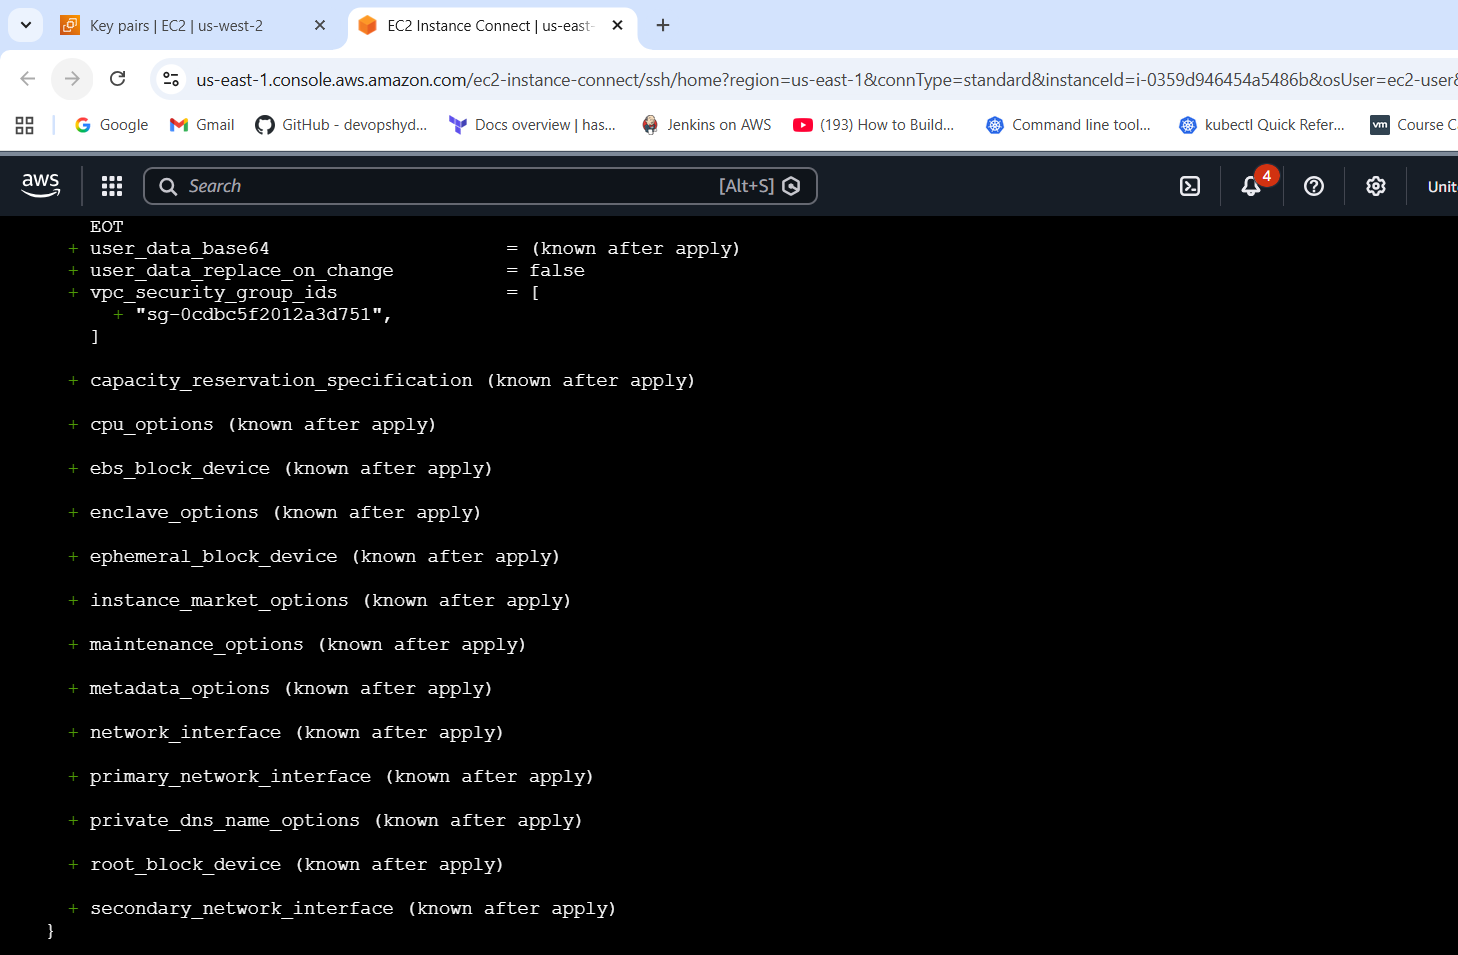 Key pairs | EC2 | us-west-2
EC2 Instance Connect | us-east-
us-east-1.console.aws.amazon.com/ec2-instance-connect/ssh/home?region=us-east-1&connType=standard&instanceId=i-0359d946454a5486b&osUser=ec2-user&
Google
Gmail
GitHub - devopshyd...
Docs overview | has...
Jenkins on AWS
(193) How to Build...
Command line tool...
kubectl Quick Refer...
vm
Course C
aws
Search
[Alt+S]
4
Unit
EOT
+ user_data_base64 = (known after apply)
+ user_data_replace_on_change = false
+ vpc_security_group_ids = [
+ "sg-0cdbc5f2012a3d751",
]
+ capacity_reservation_specification (known after apply)
+ cpu_options (known after apply)
+ ebs_block_device (known after apply)
+ enclave_options (known after apply)
+ ephemeral_block_device (known after apply)
+ instance_market_options (known after apply)
+ maintenance_options (known after apply)
+ metadata_options (known after apply)
+ network_interface (known after apply)
+ primary_network_interface (known after apply)
+ private_dns_name_options (known after apply)
+ root_block_device (known after apply)
+ secondary_network_interface (known after apply)
}